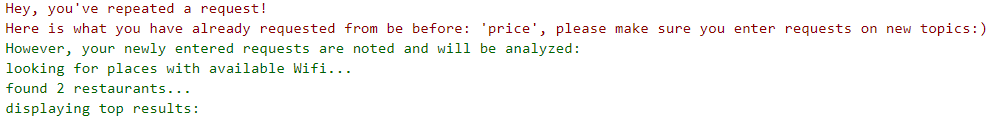 Hey, you've repeated a request!
Here is what you have already requested from be before: 'price', please make sure you enter requests on new topics:)
However, your newly entered requests are noted and will be analyzed:
looking for places with available Wifi...
found 2 restaurants...
displaying top results: